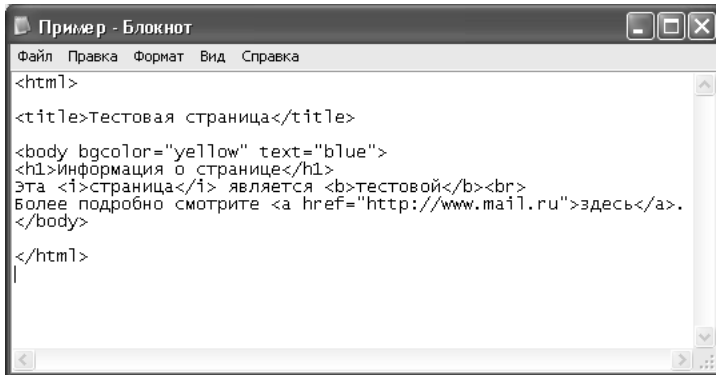 Пример - Блокнот
Файл Правка Формат Вид Справка
<html>
<title>Тестовая страница</title>
<body bgcolor="yellow" text="blue">
<h1>Информация о странице</h1>
Эта <i>страница</i> является <b>тестовой</b><br>
Более подробно смотрите <a href="http://www.mail.ru">здесь</a>.
</body>
</html>